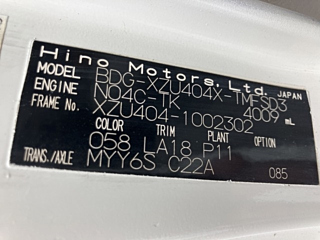 Hino Motors, Ltd. JAPAN
MODEL BDG-XZU404X-TMFSD3
ENGINE N04C-TK 4009 mL
FRAME No. XZU404-1002302
COLOR TRIM PLANT OPTION
058 LA18 P11
TRANS./AXLE MYY6S C22A 085